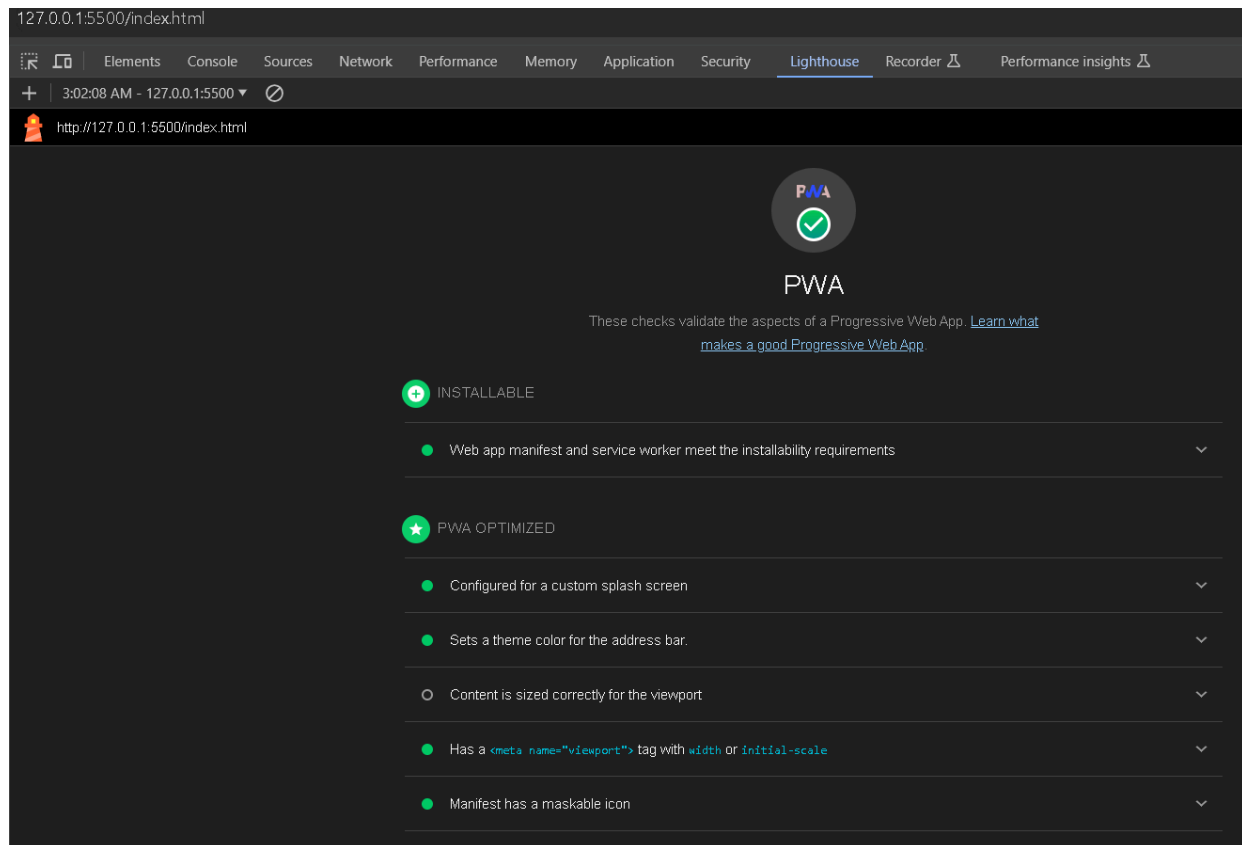 127.0.0.1:5500/index.html
Elements Console Sources Network Performance Memory Application Security Lighthouse Recorder Performance insights
3:02:08 AM - 127.0.0.1:5500
http://127.0.0.1:5500/index.html
PWA
PWA
These checks validate the aspects of a Progressive Web App. Learn what
makes a good Progressive Web App.
INSTALLABLE
Web app manifest and service worker meet the installability requirements
PWA OPTIMIZED
Configured for a custom splash screen
Sets a theme color for the address bar.
Content is sized correctly for the viewport
Has a <meta name="viewport"> tag with width or initial-scale
Manifest has a maskable icon